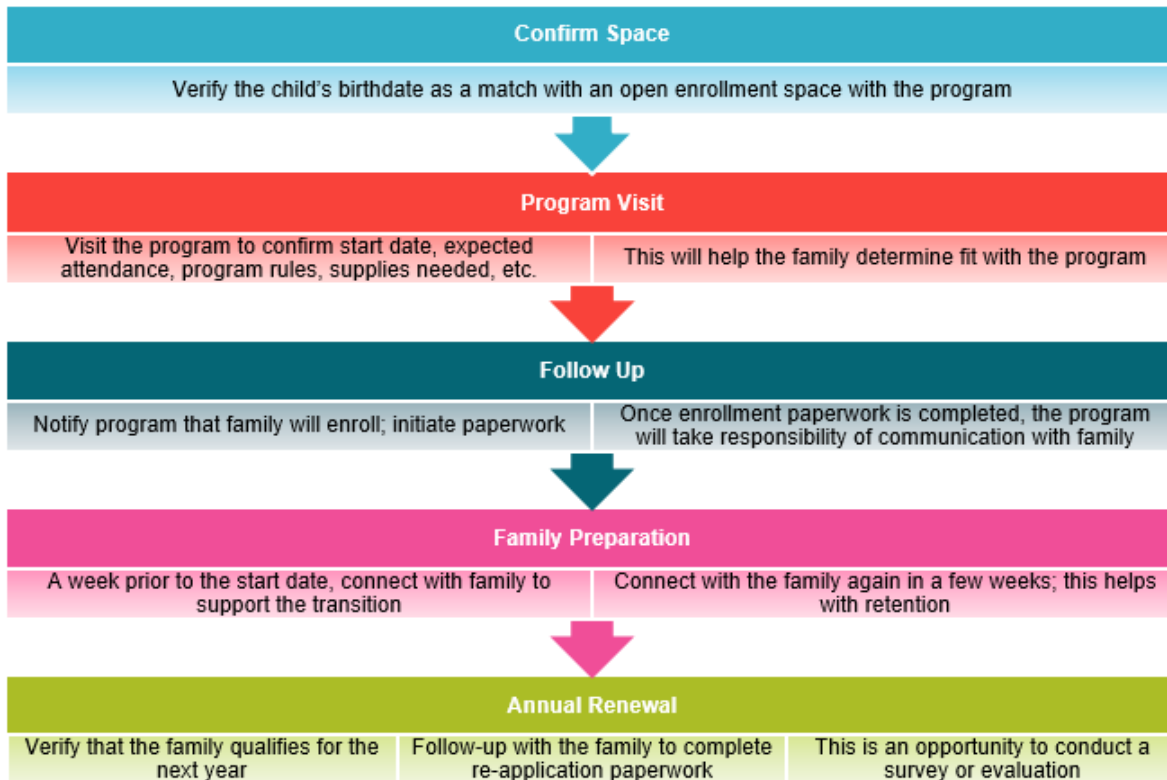 Confirm Space
Verify the child's birthdate as a match with an open enrollment space with the program
Program Visit
Visit the program to confirm start date, expected
attendance, program rules, supplies needed, etc.
This will help the family determine fit with the program
Follow Up
Notify program that family will enroll; initiate paperwork
Once enrollment paperwork is completed, the program
will take responsibility of communication with family
Family Preparation
A week prior to the start date, connect with family to
support the transition
Connect with the family again in a few weeks; this helps
with retention
Annual Renewal
Verify that the family qualifies for the
next year
Follow-up with the family to complete
re-application paperwork
This is an opportunity to conduct a
survey or evaluation